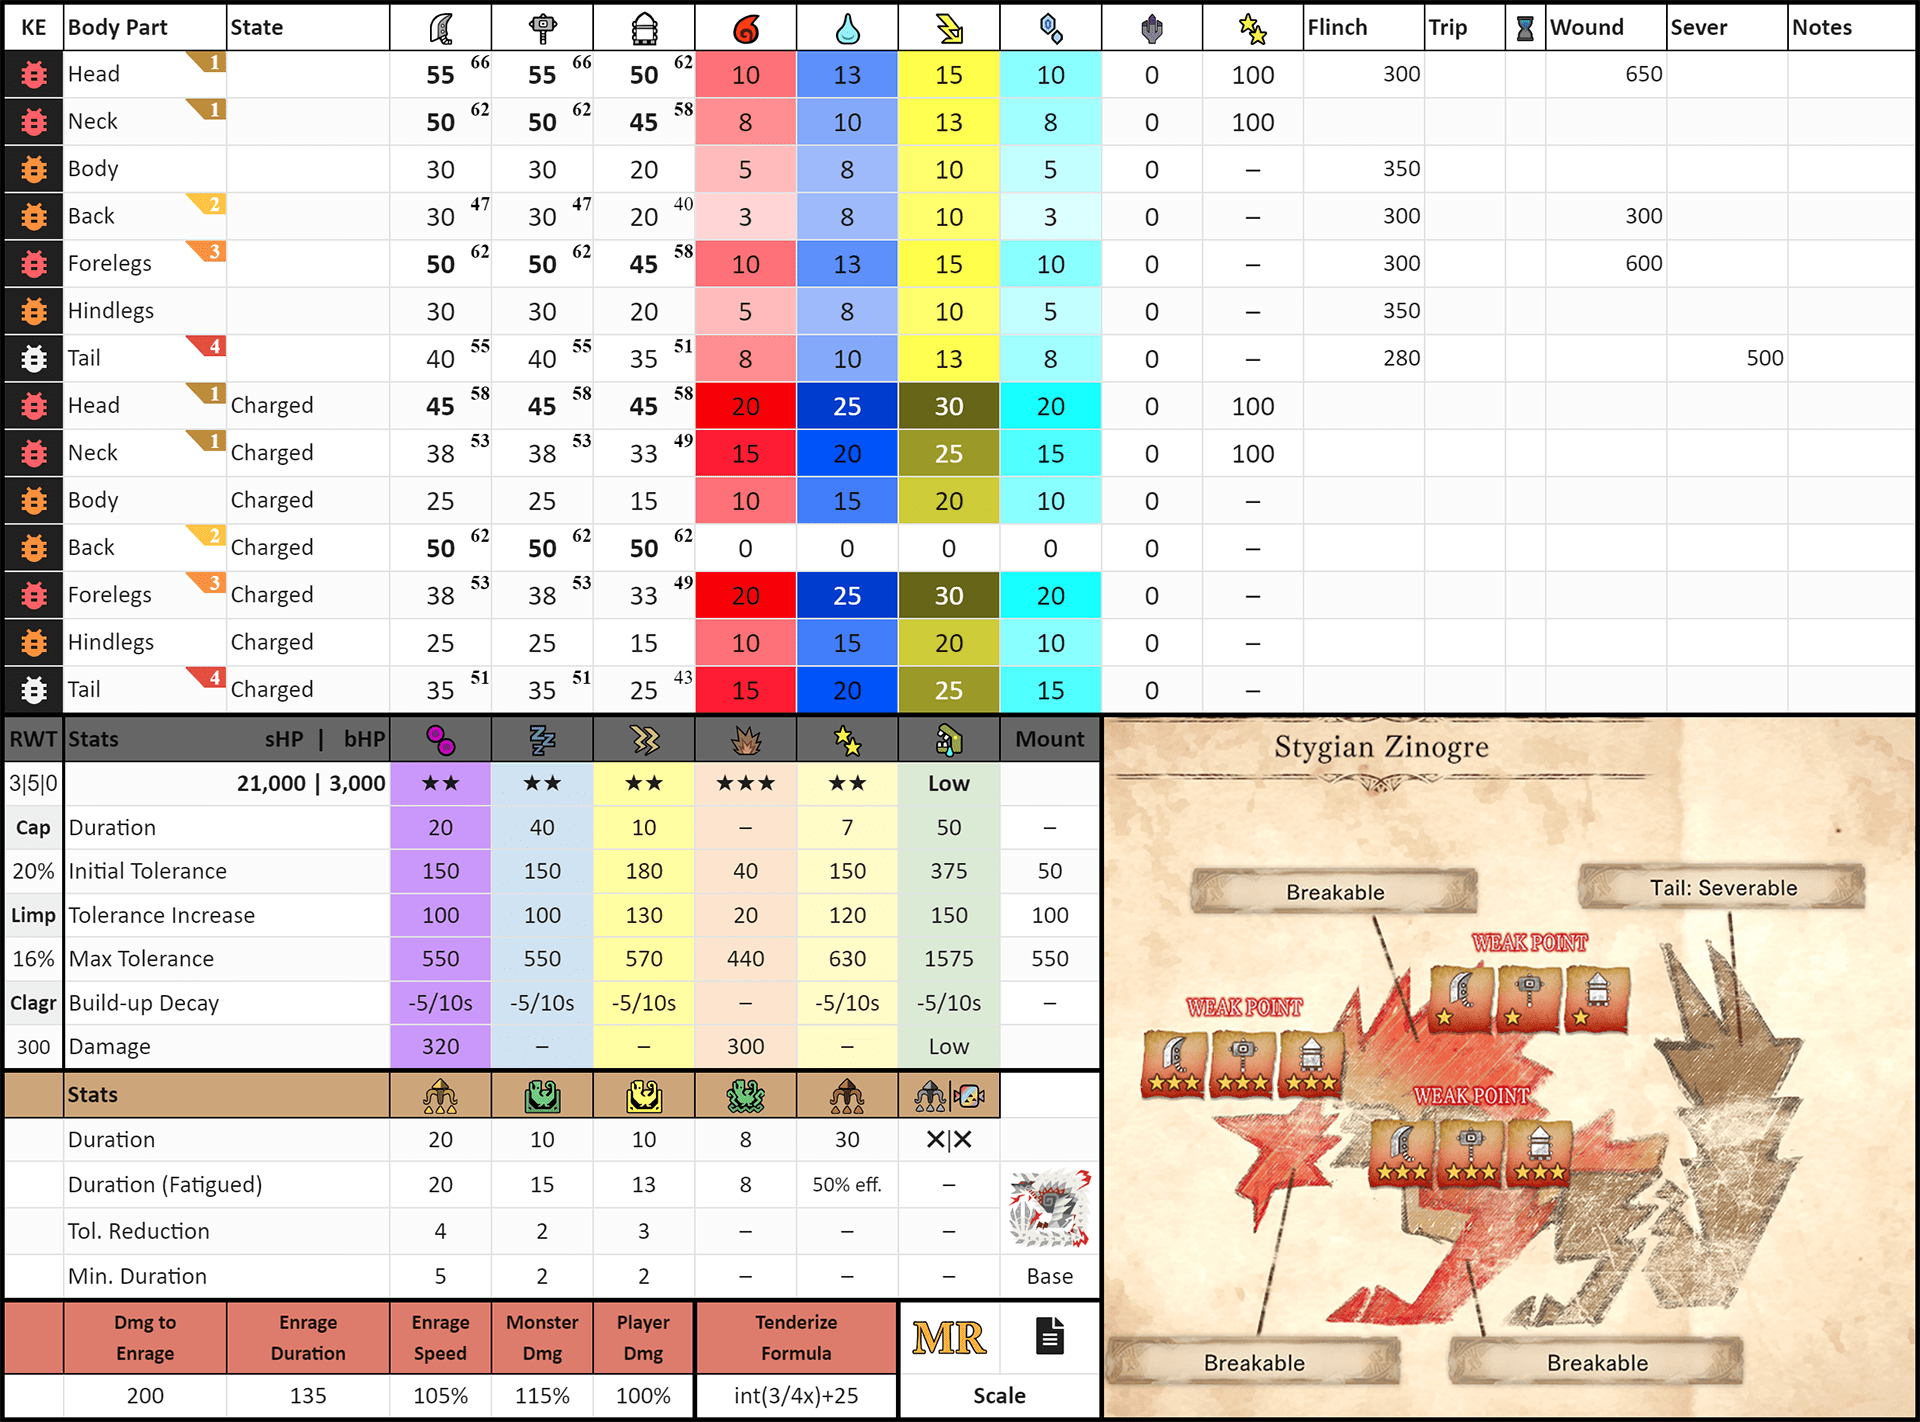 KE Body Part State Flinch Trip Wound Sever Notes
Head 1 55 66 55 66 50 62 10 13 15 10 0 100 300 650
Neck 1 50 62 50 62 45 58 8 10 13 8 0 100
Body 30 30 20 5 8 10 5 0 – 350
Back 2 30 47 30 47 20 40 3 8 10 3 0 – 300 300
Forelegs 3 50 62 50 62 45 58 10 13 15 10 0 – 300 600
Hindlegs 30 30 20 5 8 10 5 0 – 350
Tail 4 40 55 40 55 35 51 8 10 13 8 0 – 280 500
Head 1 Charged 45 58 45 58 45 58 20 25 30 20 0 100
Neck 1 Charged 38 53 38 53 33 49 15 20 25 15 0 100
Body Charged 25 25 15 10 15 20 10 0 –
Back 2 Charged 50 62 50 62 50 62 0 0 0 0 0 –
Forelegs 3 Charged 38 53 38 53 33 49 20 25 30 20 0 –
Hindlegs Charged 25 25 15 10 15 20 10 0 –
Tail 4 Charged 35 51 35 51 25 43 15 20 25 15 0 –
RWT Stats sHP | bHP Mount
3|5|0 21,000 | 3,000 ★★ ★★ ★★ ★★★ ★★ Low
Cap Duration 20 40 10 – 7 50 –
20% Initial Tolerance 150 150 180 40 150 375 50
Limp Tolerance Increase 100 100 130 20 120 150 100
16% Max Tolerance 550 550 570 440 630 1575 550
Clagr Build-up Decay -5/10s -5/10s -5/10s – -5/10s -5/10s –
300 Damage 320 – – 300 – Low
Stats
Duration 20 10 10 8 30 ✕|✕
Duration (Fatigued) 20 15 13 8 50% eff. –
Tol. Reduction 4 2 3 – – –
Min. Duration 5 2 2 – – – Base
Dmg to Enrage Enrage Duration Enrage Speed Monster Dmg Player Dmg Tenderize Formula MR
200 135 105% 115% 100% int(3/4x)+25 Scale
Stygian Zinogre
Breakable
Tail: Severable
WEAK POINT
WEAK POINT
WEAK POINT
Breakable
Breakable